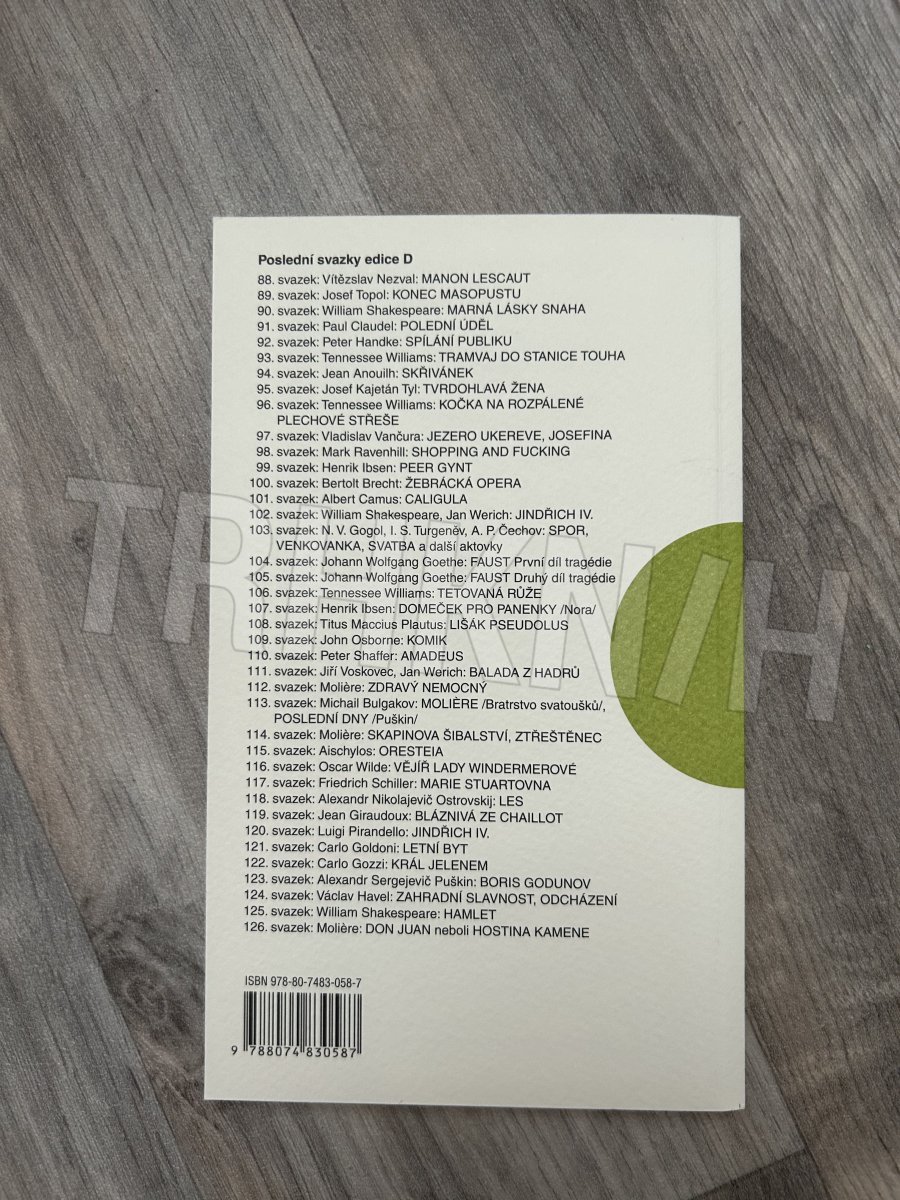 Poslední svazky edice D
88. svazek: Vítězslav Nezval: MANON LESCAUT
89. svazek: Josef Topol: KONEC MASOPUSTU
90. svazek: William Shakespeare: MARNÁ LÁSKY SNAHA
91. svazek: Paul Claudel: POLEDNÍ ÚDĚL
92. svazek: Peter Handke: SPÍLÁNÍ PUBLIKU
93. svazek: Tennessee Williams: TRAMVAJ DO STANICE TOUHA
94. svazek: Jean Anouilh: SKŘIVÁNEK
95. svazek: Josef Kajetán Tyl: TVRDOHLAVÁ ŽENA
96. svazek: Tennessee Williams: KOČKA NA ROZPÁLENÉ
PLECHOVÉ STŘEŠE
97. svazek: Vladislav Vančura: JEZERO UKEREVE, JOSEFINA
98. svazek: Mark Ravenhill: SHOPPING AND FUCKING
99. svazek: Henrik Ibsen: PEER GYNT
100. svazek: Bertolt Brecht: ŽEBRÁCKÁ OPERA
101. svazek: Albert Camus: CALIGULA
102. svazek: William Shakespeare, Jan Werich: JINDŘICH IV.
103. svazek: N. V. Gogol, I. S. Turgeněv, A. P. Čechov: SPOR,
VENKOVANKA, SVATBA a další aktovky
104. svazek: Johann Wolfgang Goethe: FAUST První díl tragédie
105. svazek: Johann Wolfgang Goethe: FAUST Druhý díl tragédie
106. svazek: Tennessee Williams: TETOVANÁ RŮŽE
107. svazek: Henrik Ibsen: DOMEČEK PRO PANENKY /Nora/
108. svazek: Titus Maccius Plautus: LIŠÁK PSEUDOLUS
109. svazek: John Osborne: KOMIK
110. svazek: Peter Shaffer: AMADEUS
111. svazek: Jiří Voskovec, Jan Werich: BALADA Z HADRŮ
112. svazek: Molière: ZDRAVÝ NEMOCNÝ
113. svazek: Michail Bulgakov: MOLIÈRE /Bratrstvo svatoušků/,
POSLEDNÍ DNY /Puškin/
114. svazek: Molière: SKAPINOVA ŠIBALSTVÍ, ZTŘEŠTĚNEC
115. svazek: Aischylos: ORESTEIA
116. svazek: Oscar Wilde: VĚJÍŘ LADY WINDERMEROVÉ
117. svazek: Friedrich Schiller: MARIE STUARTOVNA
118. svazek: Alexandr Nikolajevič Ostrovskij: LES
119. svazek: Jean Giraudoux: BLÁZNIVÁ ZE CHAILLOT
120. svazek: Luigi Pirandello: JINDŘICH IV.
121. svazek: Carlo Goldoni: LETNÍ BYT
122. svazek: Carlo Gozzi: KRÁL JELENEM
123. svazek: Alexandr Sergejevič Puškin: BORIS GODUNOV
124. svazek: Václav Havel: ZAHRADNÍ SLAVNOST, ODCHÁZENÍ
125. svazek: William Shakespeare: HAMLET
126. svazek: Molière: DON JUAN neboli HOSTINA KAMENE
ISBN 978-80-7483-058-7
9 788074 830587